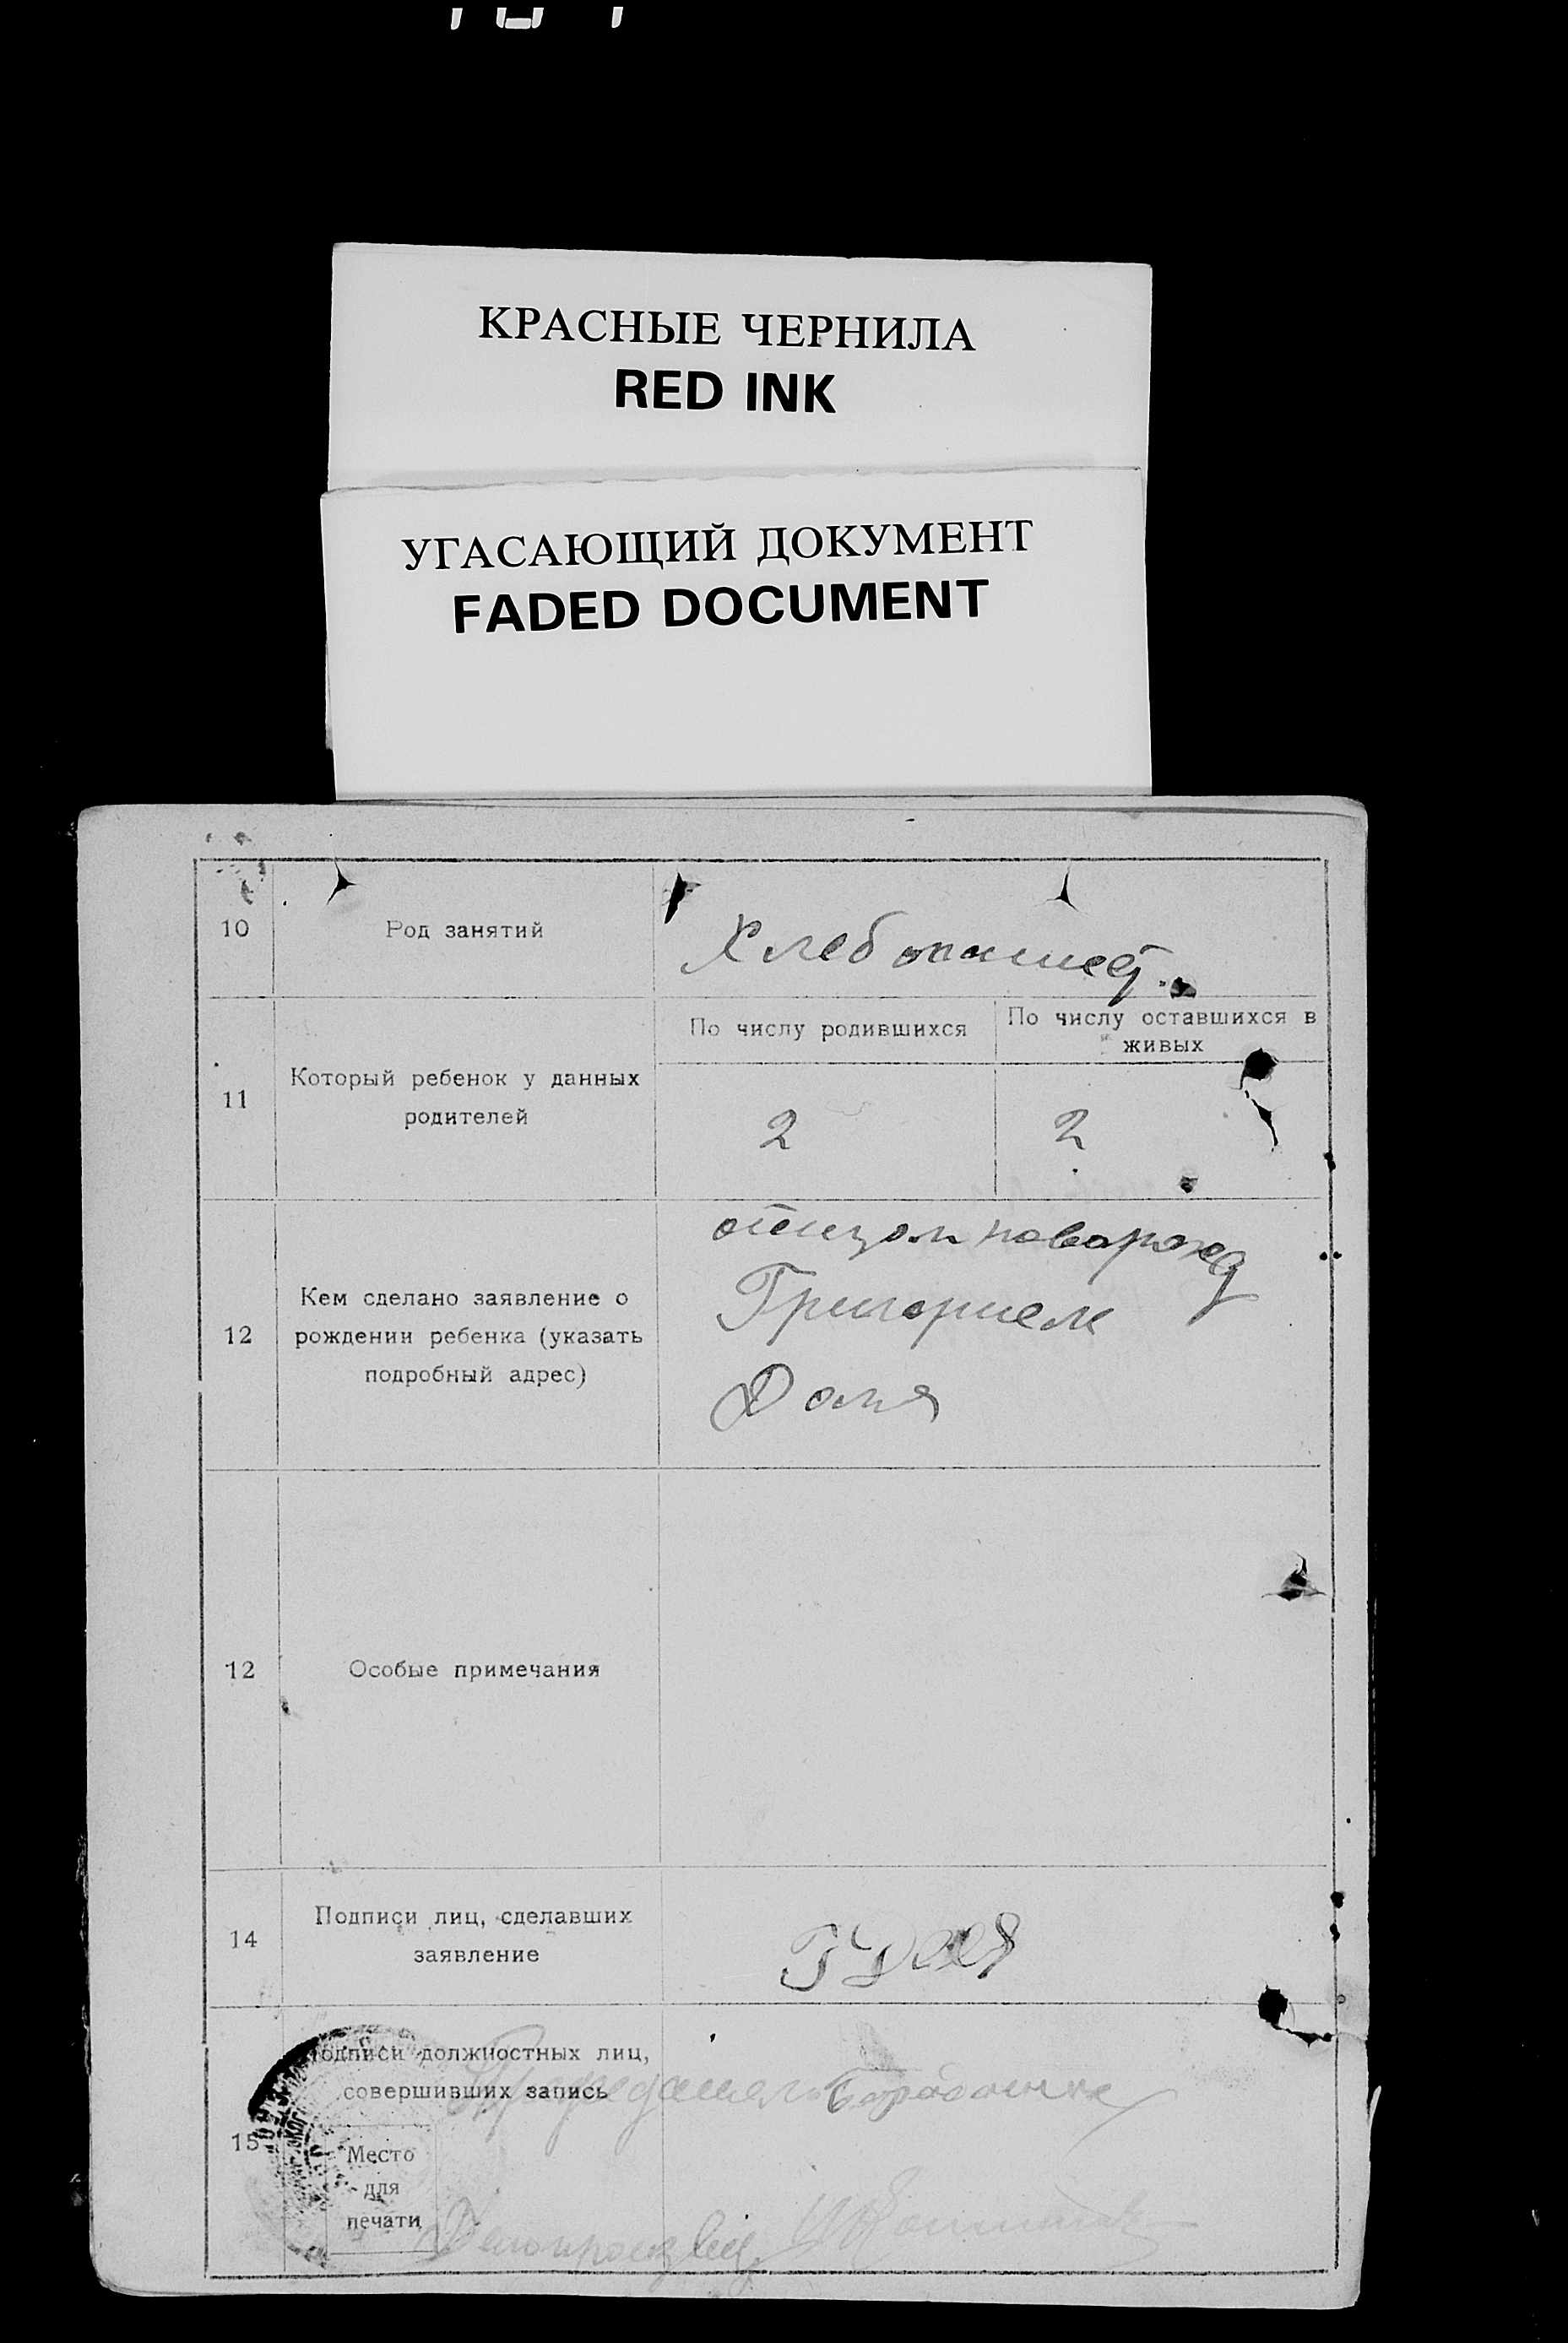 КРАСНЫЕ ЧЕРНИЛА
RED INK
УГАСАЮЩИЙ ДОКУМЕНТ
FADED DOCUMENT
10 Род занятий
11 Который ребенок у данных
родителей
По числу родившихся
По числу оставшихся в
живых
2 2
12 Кем сделано заявление о
рождении ребенка (указать
подробный адрес)
отцом новорожд
Григорием
12 Особые примечания
14 Подписи лиц, сделавших
заявление
15 Подписи должностных лиц,
совершивших запись
Место
для
печати